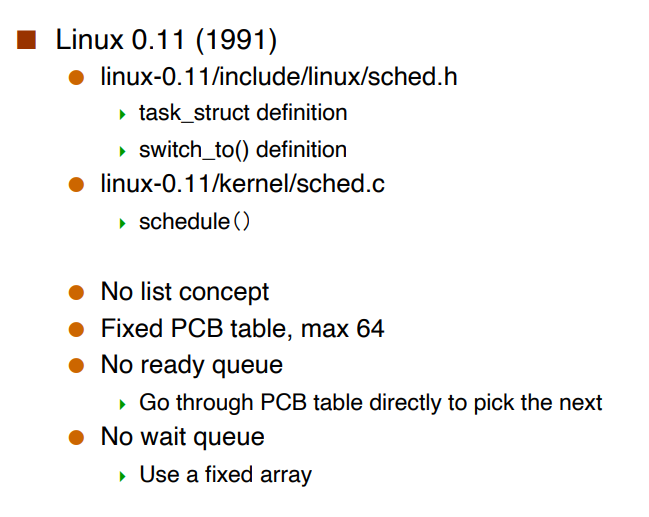 Linux 0.11 (1991)
linux-0.11/include/linux/sched.h
task_struct definition
switch_to() definition
linux-0.11/kernel/sched.c
schedule()
No list concept
Fixed PCB table, max 64
No ready queue
Go through PCB table directly to pick the next
No wait queue
Use a fixed array